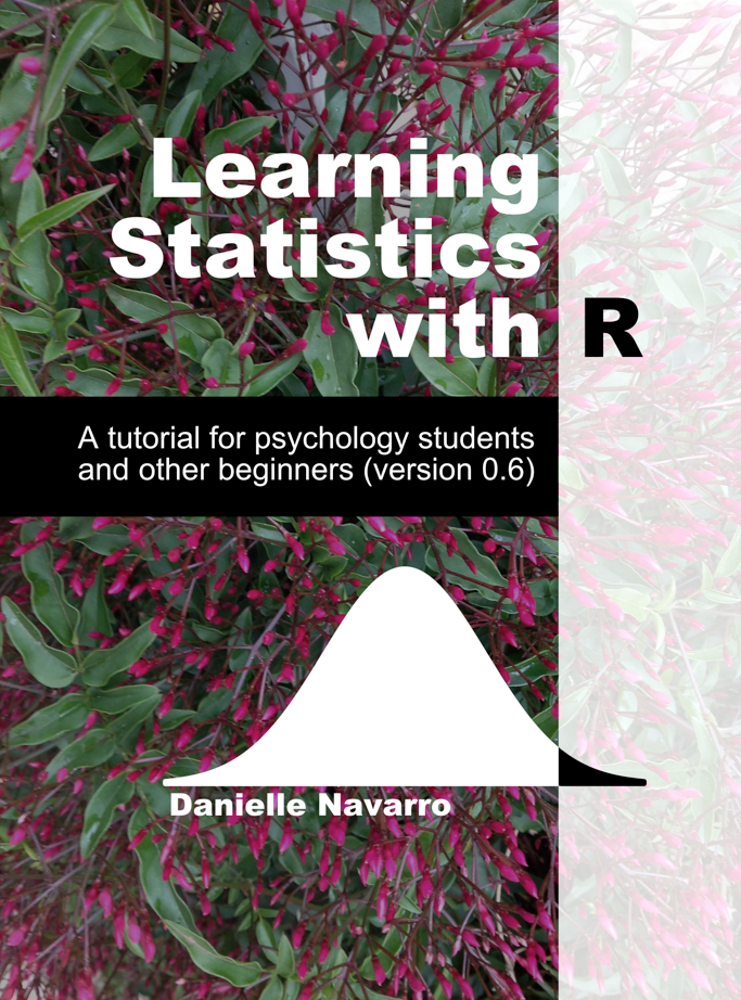 Learning
Statistics
with R
A tutorial for psychology students
and other beginners (version 0.6)
Danielle Navarro